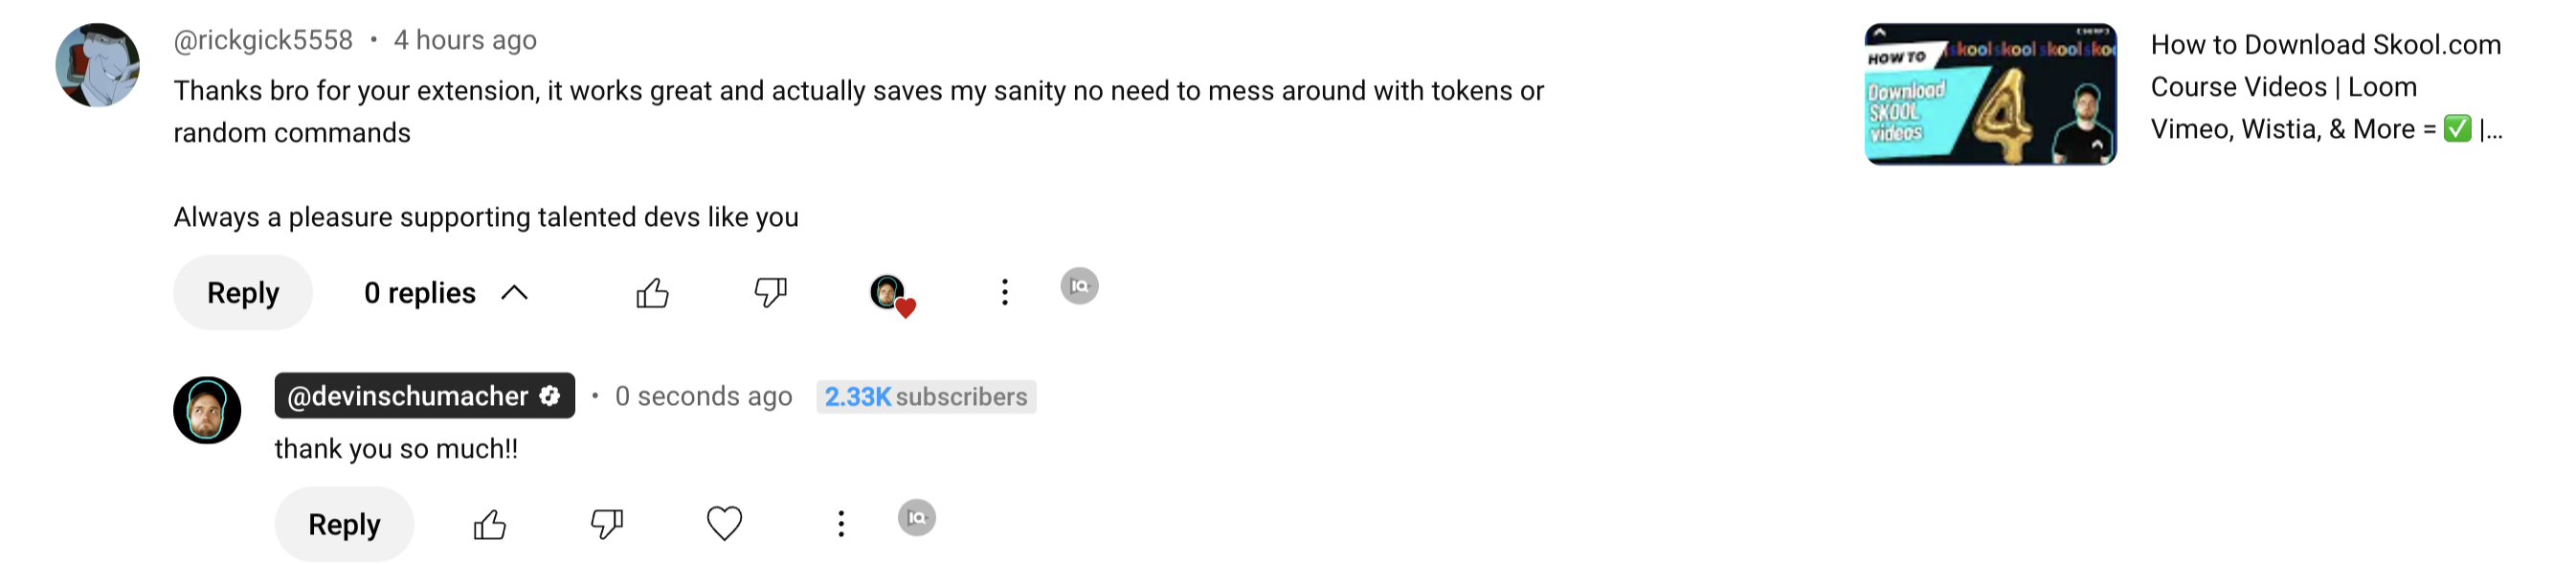 @rickgick5558 • 4 hours ago
Thanks bro for your extension, it works great and actually saves my sanity no need to mess around with tokens or
random commands
Always a pleasure supporting talented devs like you
Reply 0 replies
IQ
@devinschumacher • 0 seconds ago 2.33K subscribers
thank you so much!!
Reply
IQ
HOW TO
skool skool skool skoo
Download
SKOOL
videos
4
How to Download Skool.com
Course Videos | Loom
Vimeo, Wistia, & More = ✅ |...